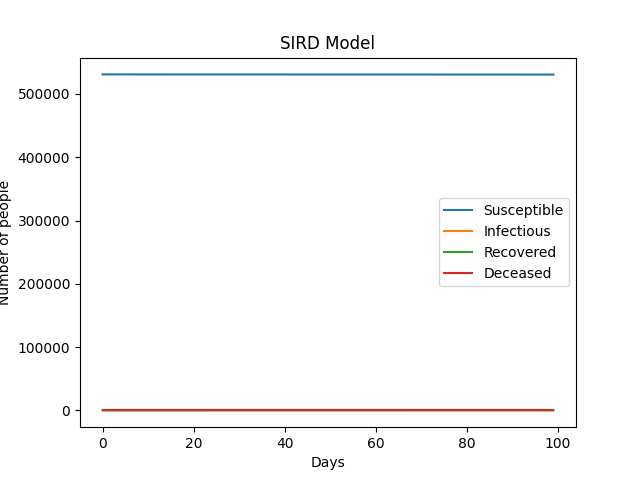 SIRD Model
500000
400000
300000
200000
100000
0
Number of people
Susceptible
Infectious
Recovered
Deceased
0
20
40
60
80
100
Days